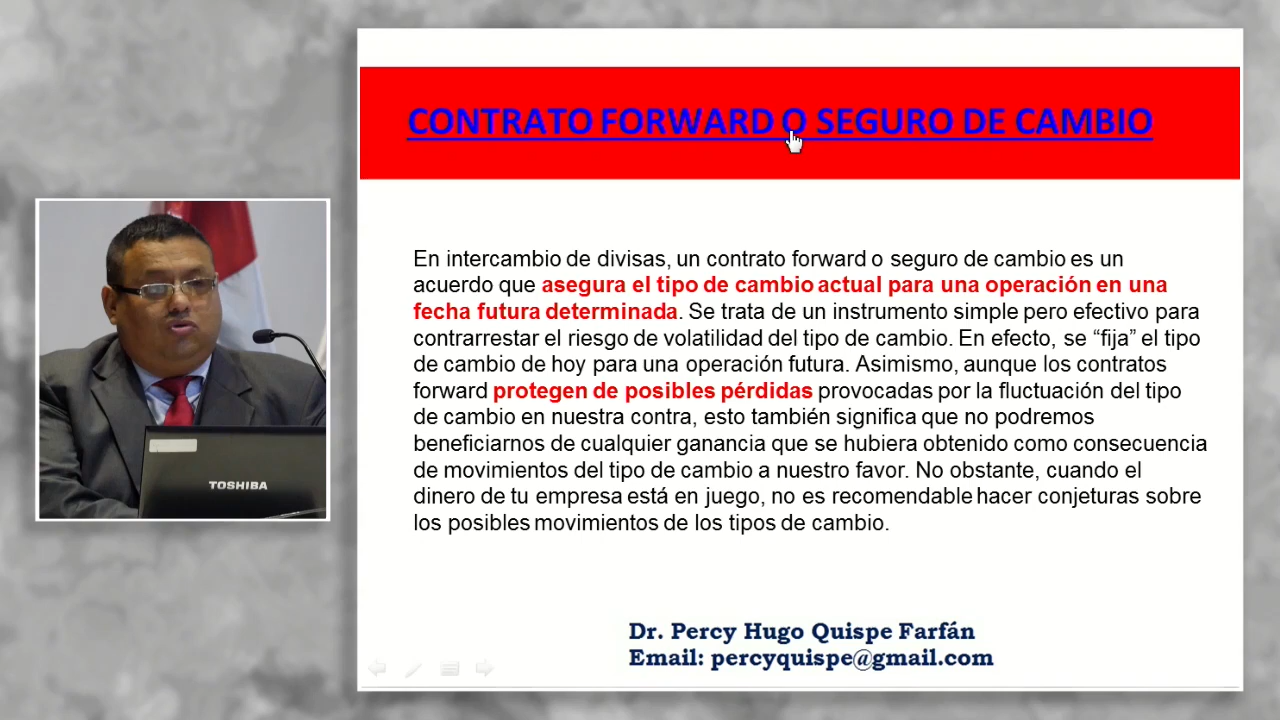 CONTRATO FORWARD O SEGURO DE CAMBIO
En intercambio de divisas, un contrato forward o seguro de cambio es un
acuerdo que asegura el tipo de cambio actual para una operación en una
fecha futura determinada. Se trata de un instrumento simple pero efectivo para
contrarrestar el riesgo de volatilidad del tipo de cambio. En efecto, se “fija” el tipo
de cambio de hoy para una operación futura. Asimismo, aunque los contratos
forward protegen de posibles pérdidas provocadas por la fluctuación del tipo
de cambio en nuestra contra, esto también significa que no podremos
beneficiarnos de cualquier ganancia que se hubiera obtenido como consecuencia
de movimientos del tipo de cambio a nuestro favor. No obstante, cuando el
dinero de tu empresa está en juego, no es recomendable hacer conjeturas sobre
los posibles movimientos de los tipos de cambio.
TOSHIBA
Dr. Percy Hugo Quispe Farfán
Email: percyquispe@gmail.com